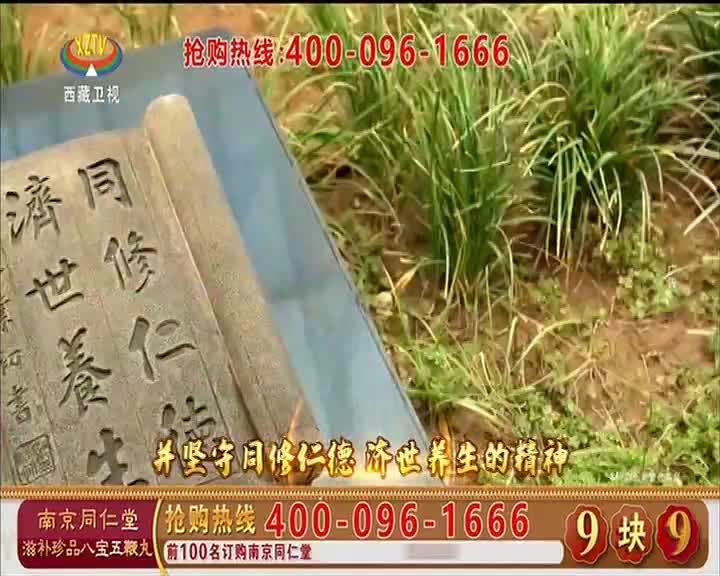 XZTV
西藏卫视
抢购热线:400-096-1666
同修仁德
濟世養生
并坚守同修仁德 济世养生的精神
南京同仁堂
滋补珍品八宝五鞭丸
抢购热线 400-096-1666
前100名订购南京同仁堂
9块9